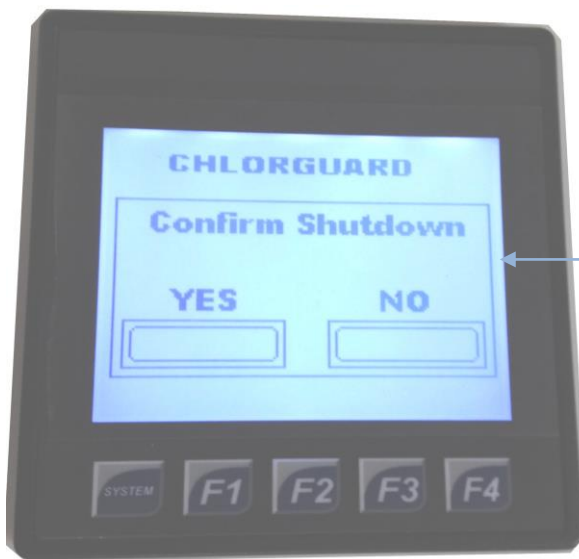 CHLORGUARD
Confirm Shutdown
YES NO
SYSTEM F1 F2 F3 F4